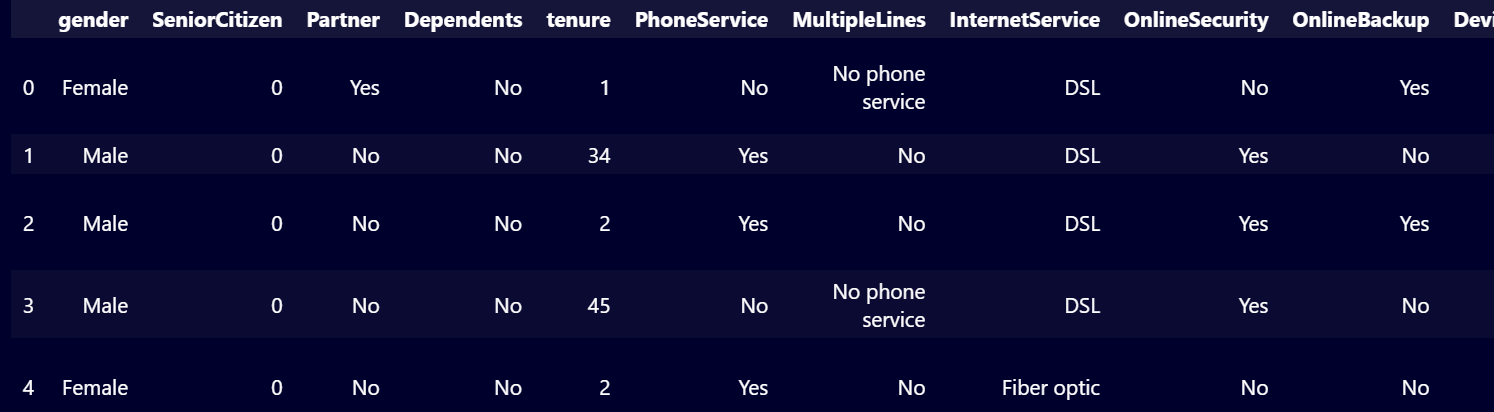 gender SeniorCitizen Partner Dependents tenure PhoneService MultipleLines InternetService OnlineSecurity OnlineBackup Devi
0 Female 0 Yes No 1 No No phone service DSL No Yes
1 Male 0 No No 34 Yes No DSL Yes No
2 Male 0 No No 2 Yes No DSL Yes Yes
3 Male 0 No No 45 No No phone service DSL Yes No
4 Female 0 No No 2 Yes No Fiber optic No No